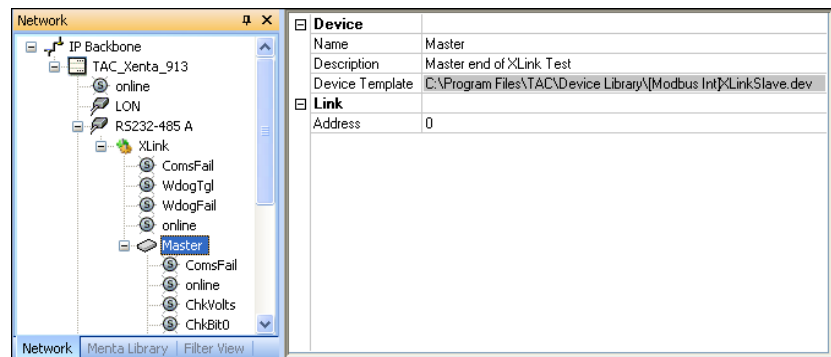 Network
IP Backbone
TAC_Xenta_913
online
LON
RS232-485 A
XLink
ComsFail
WdogTgl
WdogFail
online
Master
ComsFail
online
ChkVolts
ChkBit0
Network Menta Library Filter View
Device
Name Master
Description Master end of XLink Test
Device Template C:\Program Files\TAC\Device Library\[Modbus Int]XLinkSlave.dev
Link
Address 0